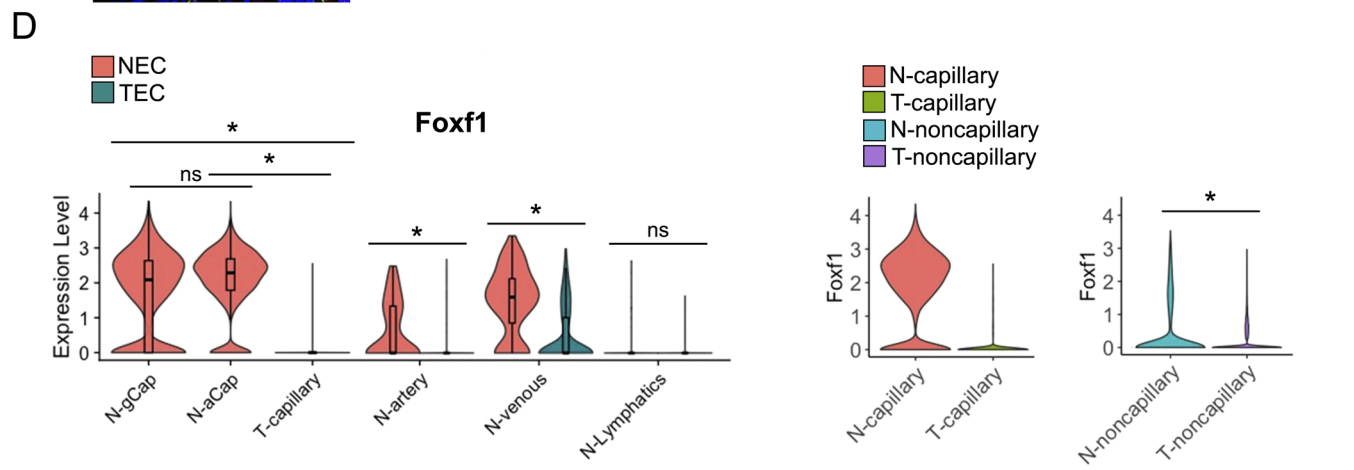 D
NEC
TEC
Foxf1
*
*
ns
*
*
ns
Expression Level
4
3
2
1
0
N-gCap
N-aCap
T-capillary
N-artery
N-venous
N-Lymphatics
N-capillary
T-capillary
N-noncapillary
T-noncapillary
Foxf1
4
3
2
1
0
N-capillary
T-capillary
*
Foxf1
4
3
2
1
0
N-noncapillary
T-noncapillary